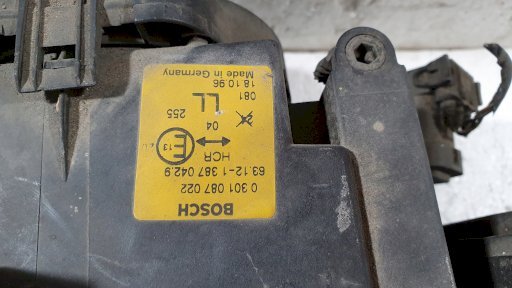 BOSCH
0 301 087 022
63.12-1 387 042.9
HCR
E13
04
255
LL
081
18.10.96
Made in Germany